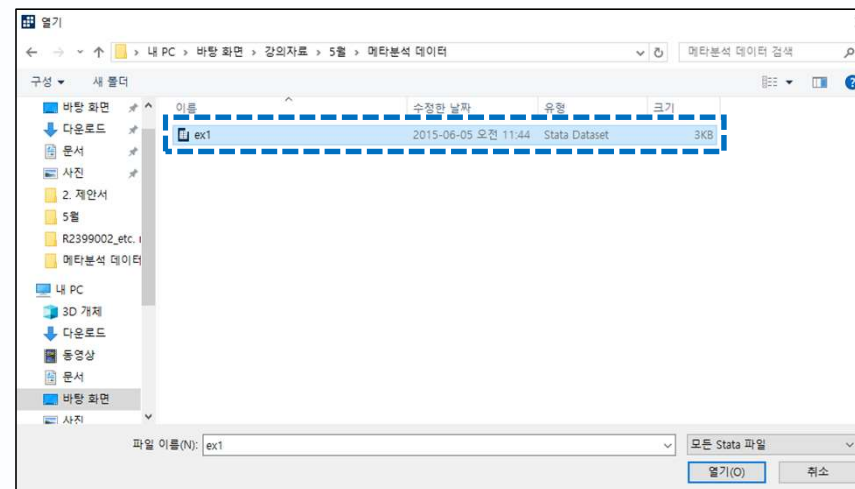 열기
내 PC > 바탕 화면 > 강의자료 > 5월 > 메타분석 데이터
메타분석 데이터 검색
구성 새 폴더
이름 수정한 날짜 유형 크기
ex1 2015-06-05 오전 11:44 Stata Dataset 3KB
바탕 화면
다운로드
문서
사진
2. 제안서
5월
R2399002_etc. r
메타분석 데이터
내 PC
3D 개체
다운로드
동영상
문서
바탕 화면
사진
파일 이름(N): ex1
모든 Stata 파일
열기(O) 취소